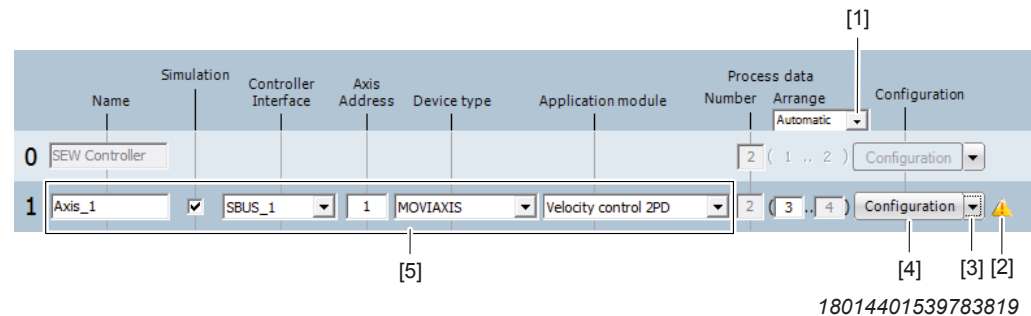 [1]
Name Simulation Controller Interface Axis Address Device type Application module Process data Number Arrange Configuration
Automatic
0 SEW Controller 2 ( 1 .. 2 ) Configuration
1 Axis_1 SBUS_1 1 MOVIAXIS Velocity control 2PD 2 ( 3 .. 4 ) Configuration
[5] [4] [3] [2]
18014401539783819